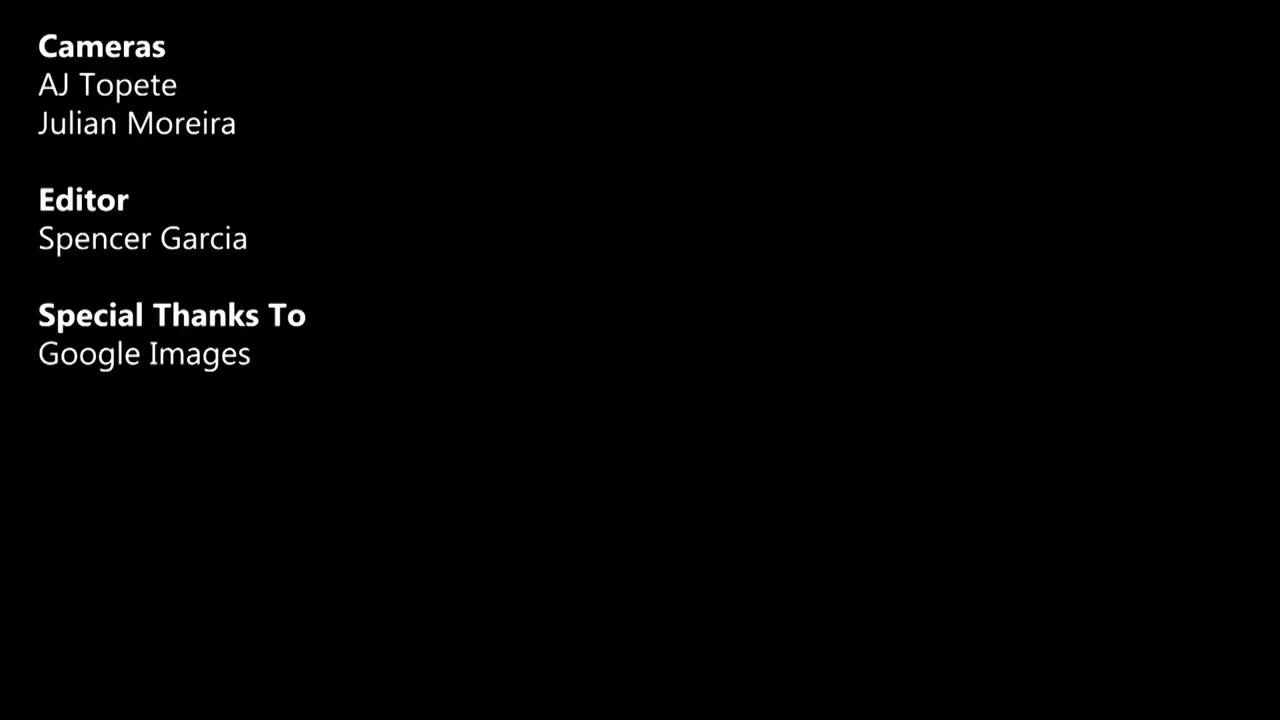 Cameras
AJ Topete
Julian Moreira
Editor
Spencer Garcia
Special Thanks To
Google Images